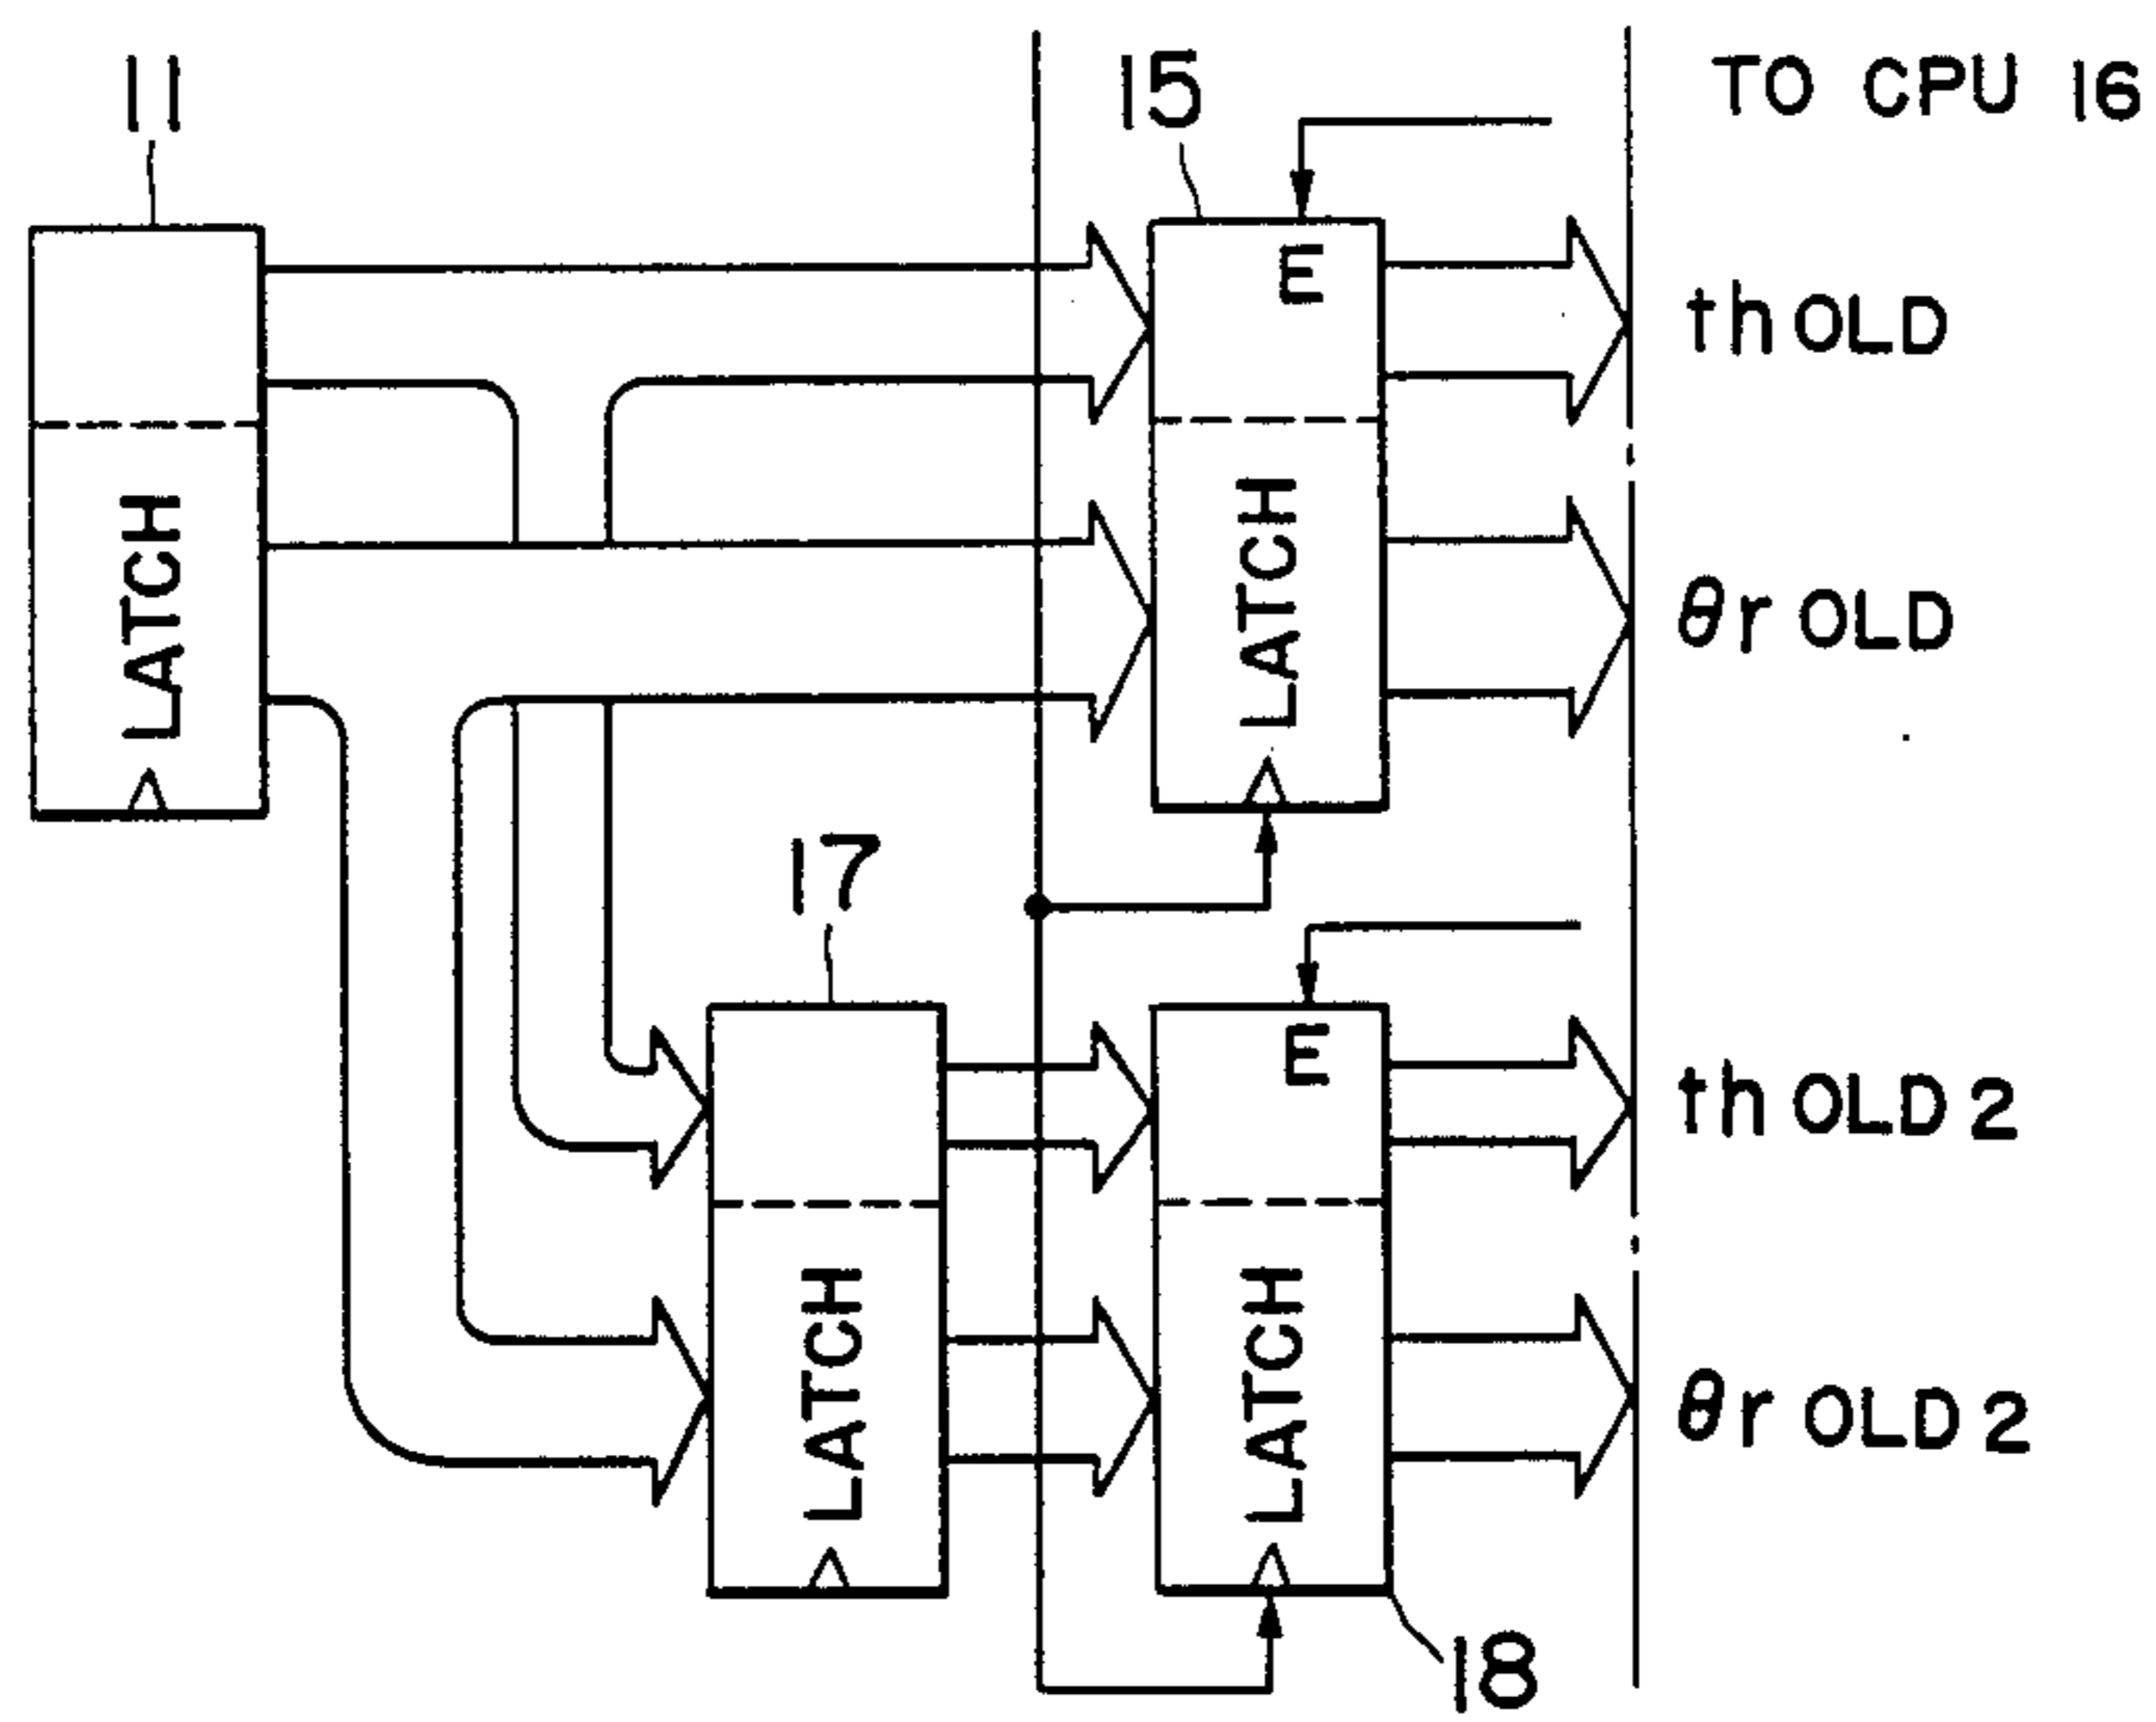 11
15
TO CPU 16
E
th OLD
LATCH
LATCH
θr OLD
17
E
th OLD 2
LATCH
LATCH
θr OLD 2
18